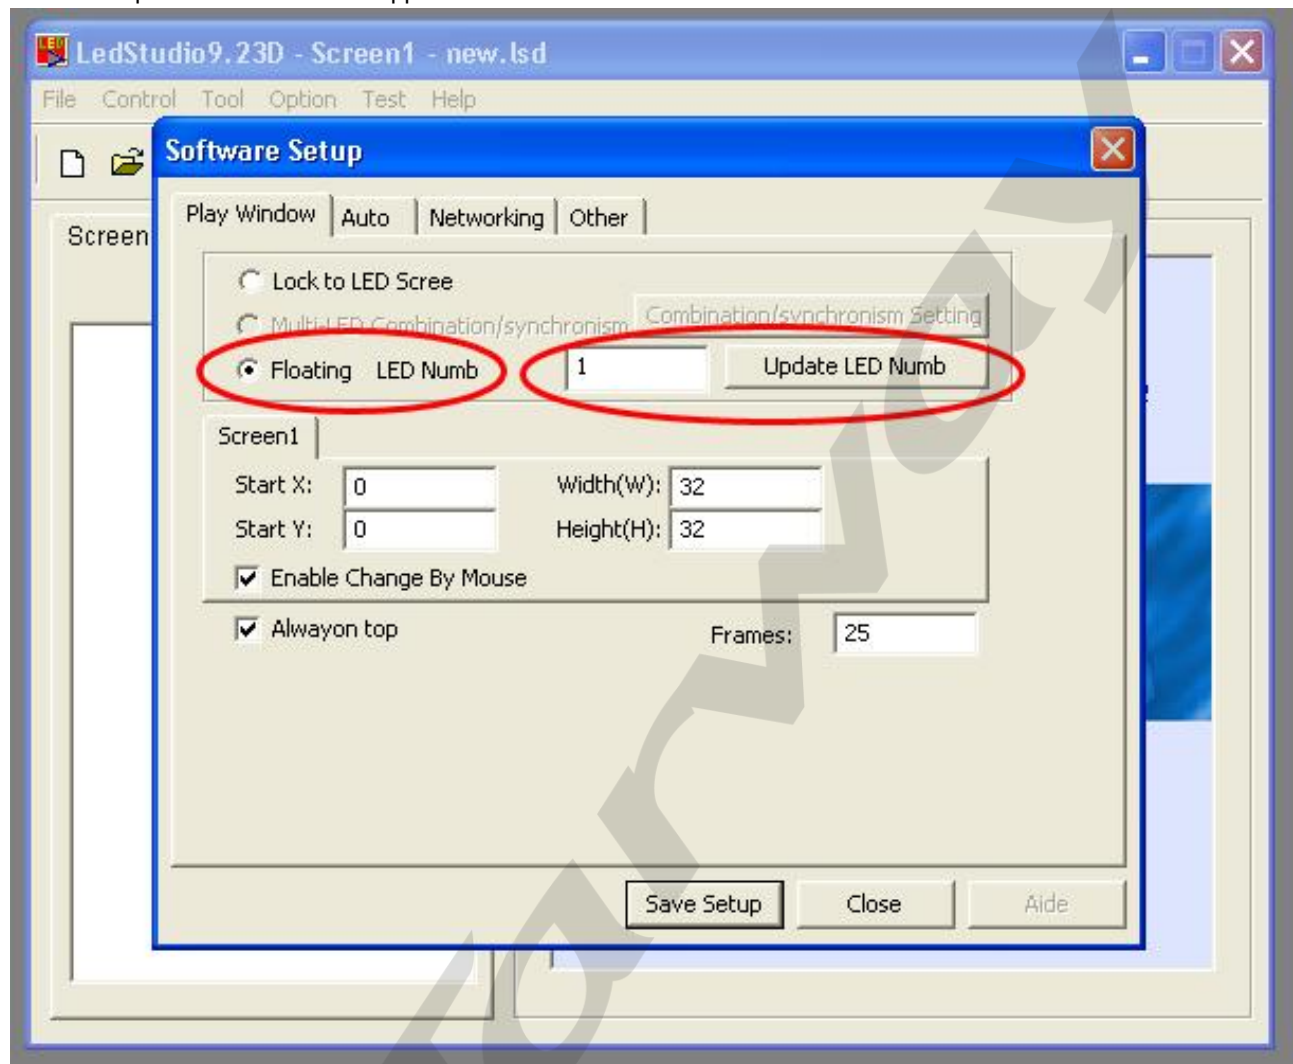 LED
LedStudio9.23D - Screen1 - new.lsd
File Control Tool Option Test Help
Software Setup
Play Window Auto Networking Other
Screen
Lock to LED Scree
Multi-LED Combination/synchronism Combination/synchronism Setting
Floating LED Numb 1 Update LED Numb
Screen1
Start X: 0 Width(W): 32
Start Y: 0 Height(H): 32
Enable Change By Mouse
Alwayon top Frames: 25
Save Setup Close Aide